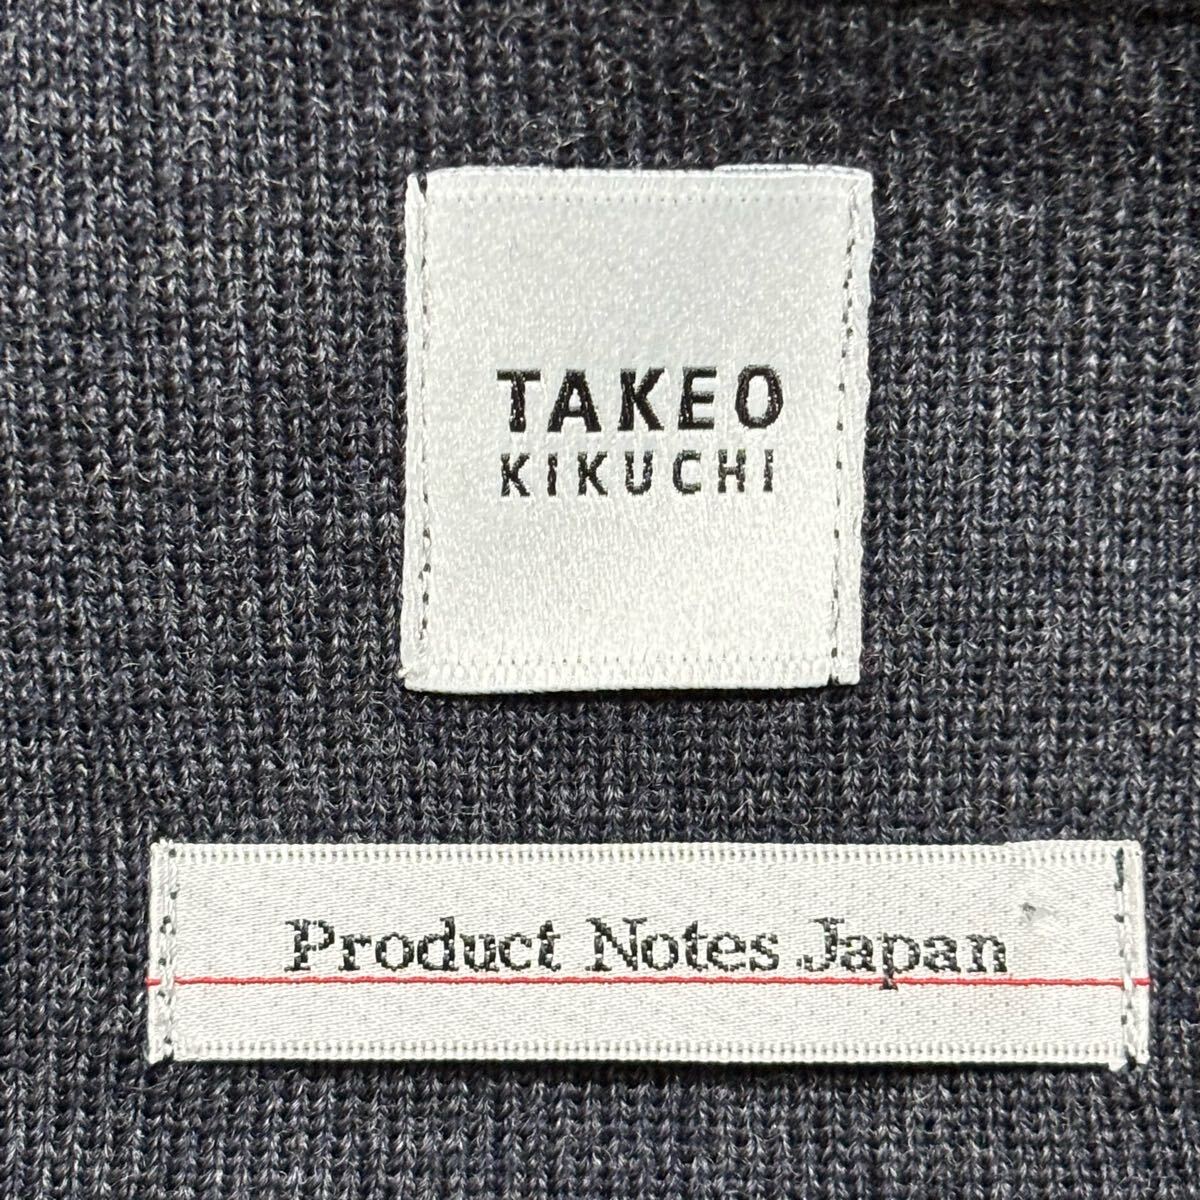 TAKEO
KIKUCHI
Product Notes Japan